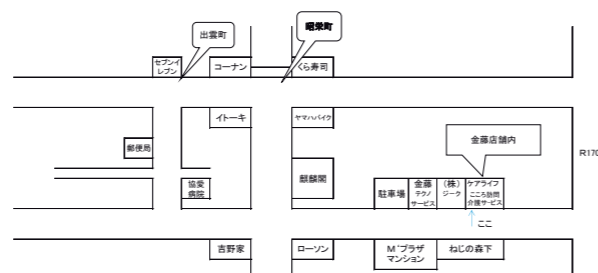 出雲町
昭栄町
セブンイ
レブン
コーナン
くら寿司
イトーキ
ヤマハバイク
郵便局
金藤店舗内
R170
麒麟閣
協愛
病院
駐車場
金藤
テクノ
サービス
(株)
ジーク
ケアライフ
こころ訪問
介護サービス
ここ
吉野家
ローソン
M'プラザ
マンション
ねじの森下